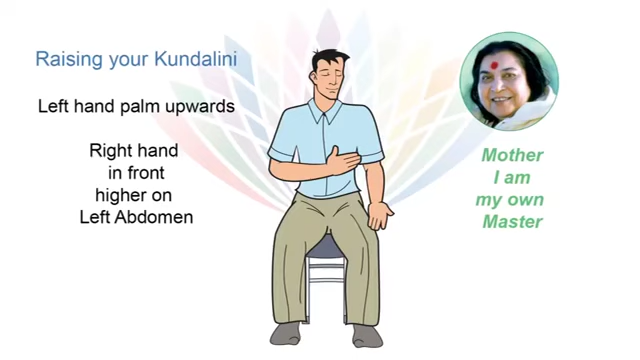 Raising your Kundalini
Left hand palm upwards
Right hand
in front
higher on
Left Abdomen
Mother
I am
my own
Master